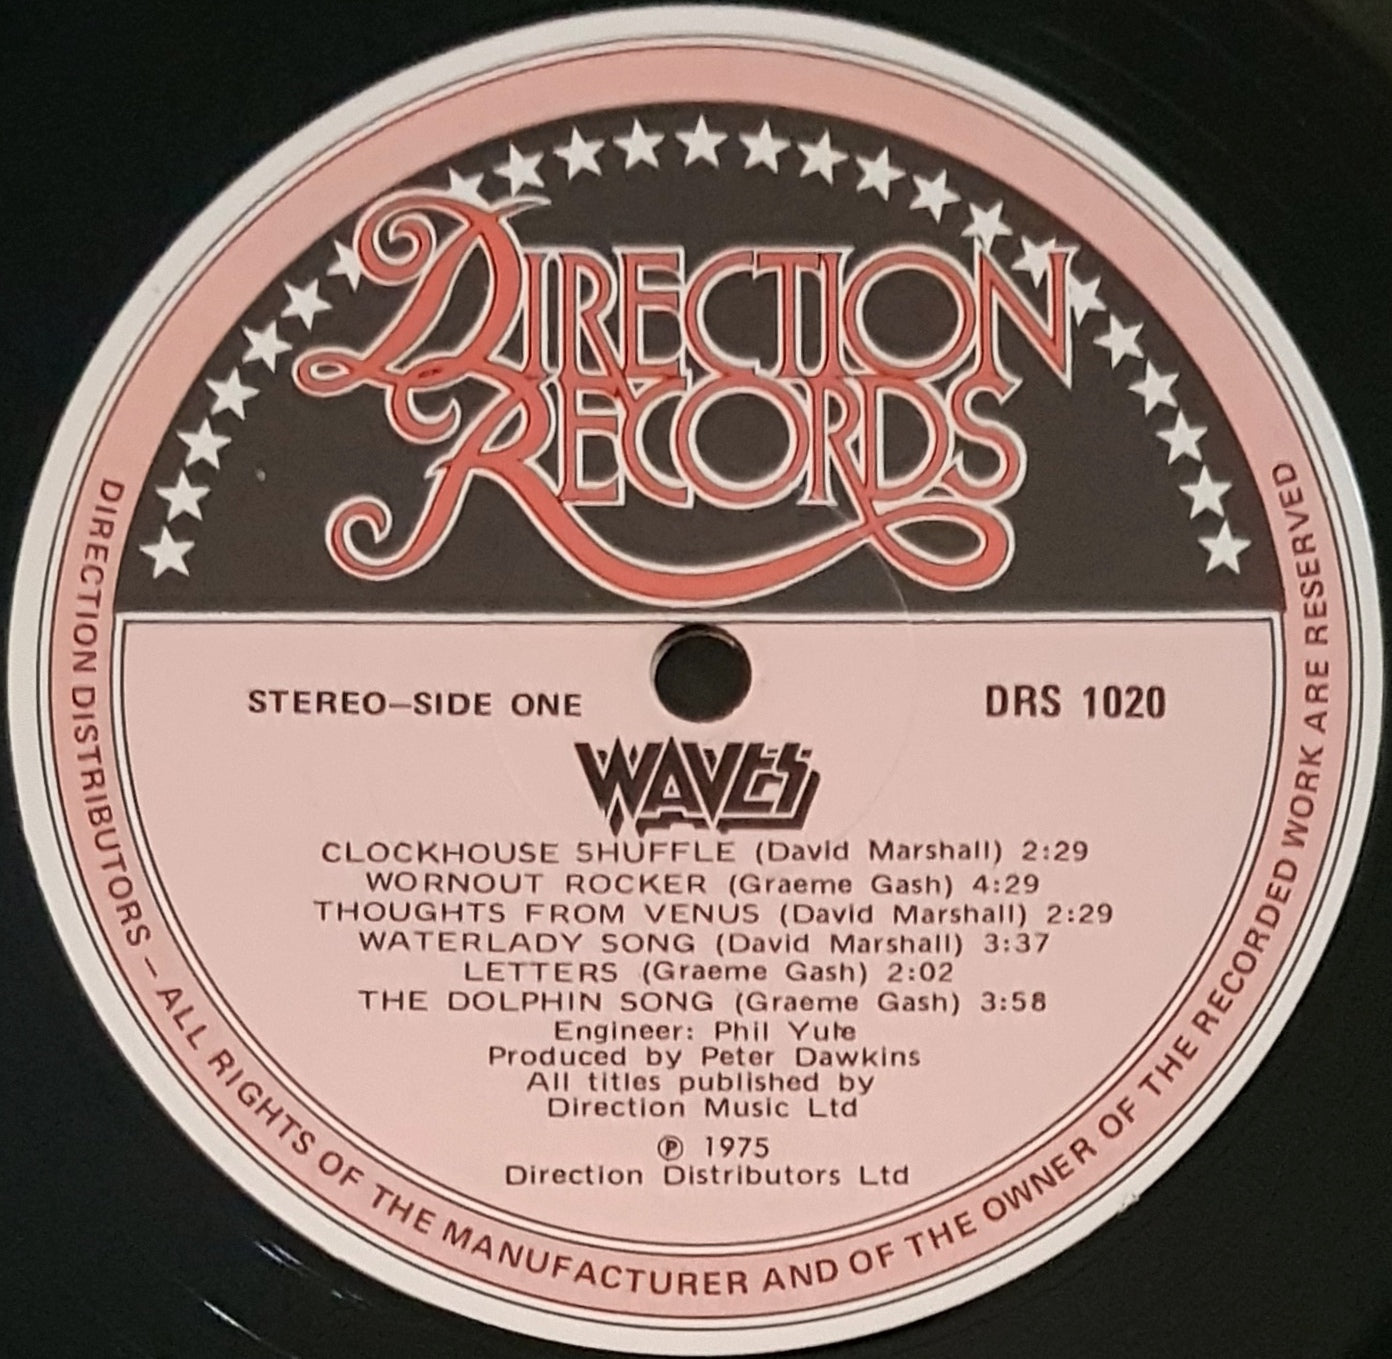 DIRECTION
RECORDS
STEREO—SIDE ONE
DRS 1020
WAVES
CLOCKHOUSE SHUFFLE (David Marshall) 2:29
WORNOUT ROCKER (Graeme Gash) 4:29
THOUGHTS FROM VENUS (David Marshall) 2:29
WATERLADY SONG (David Marshall) 3:37
LETTERS (Graeme Gash) 2:02
THE DOLPHIN SONG (Graeme Gash) 3:58
Engineer: Phil Yule
Produced by Peter Dawkins
All titles published by
Direction Music Ltd
℗ 1975
Direction Distributors Ltd
DIRECTION DISTRIBUTORS – ALL RIGHTS OF THE MANUFACTURER AND OF THE OWNER OF THE RECORDED WORK ARE RESERVED